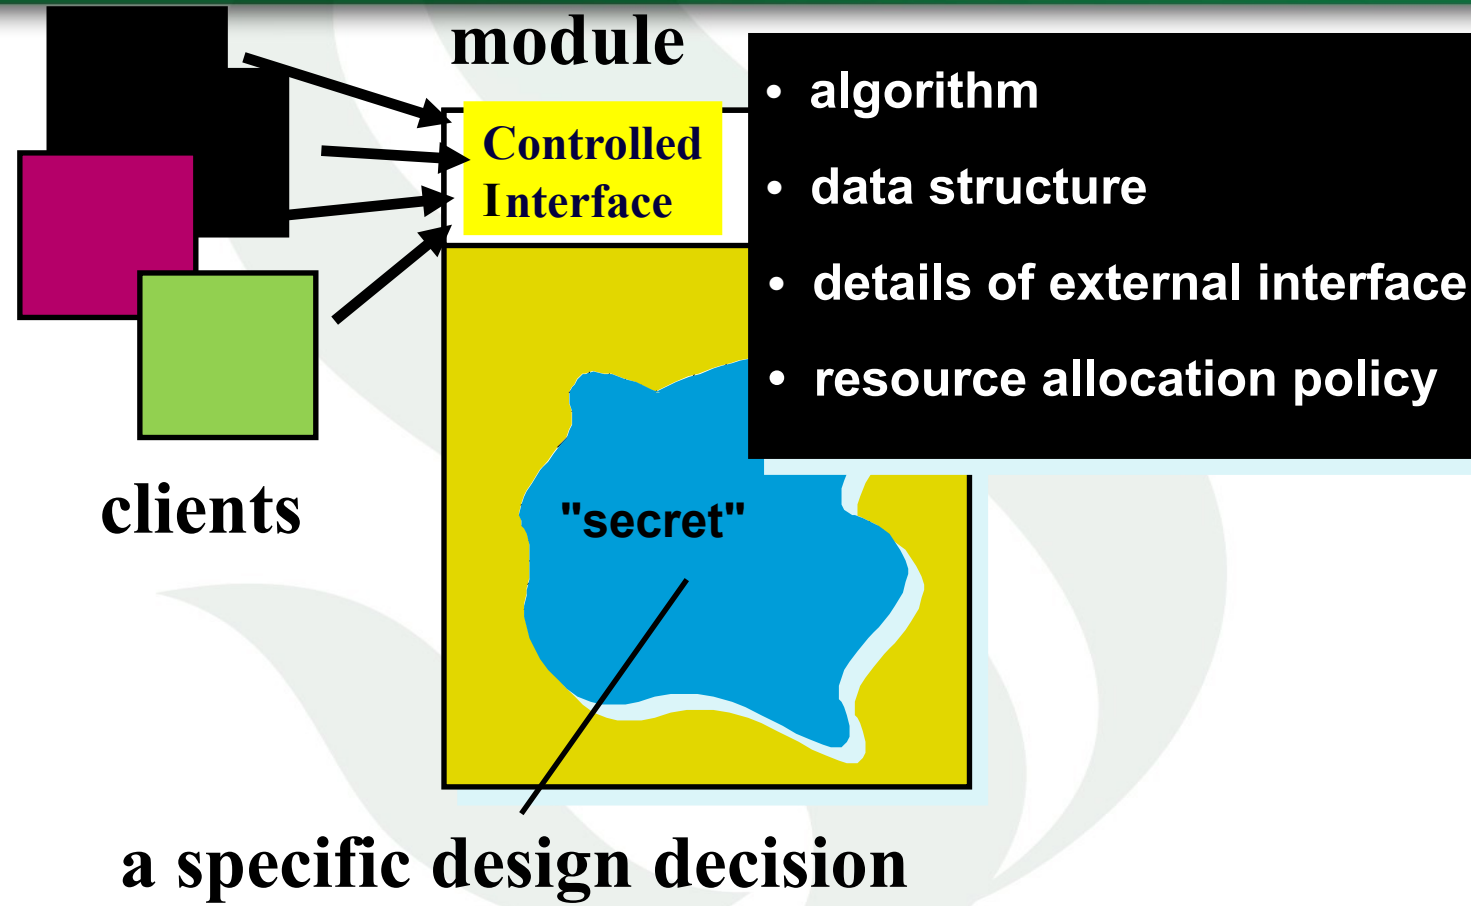 module
• algorithm
Controlled
Interface
• data structure
• details of external interface
• resource allocation policy
clients
"secret"
a specific design decision